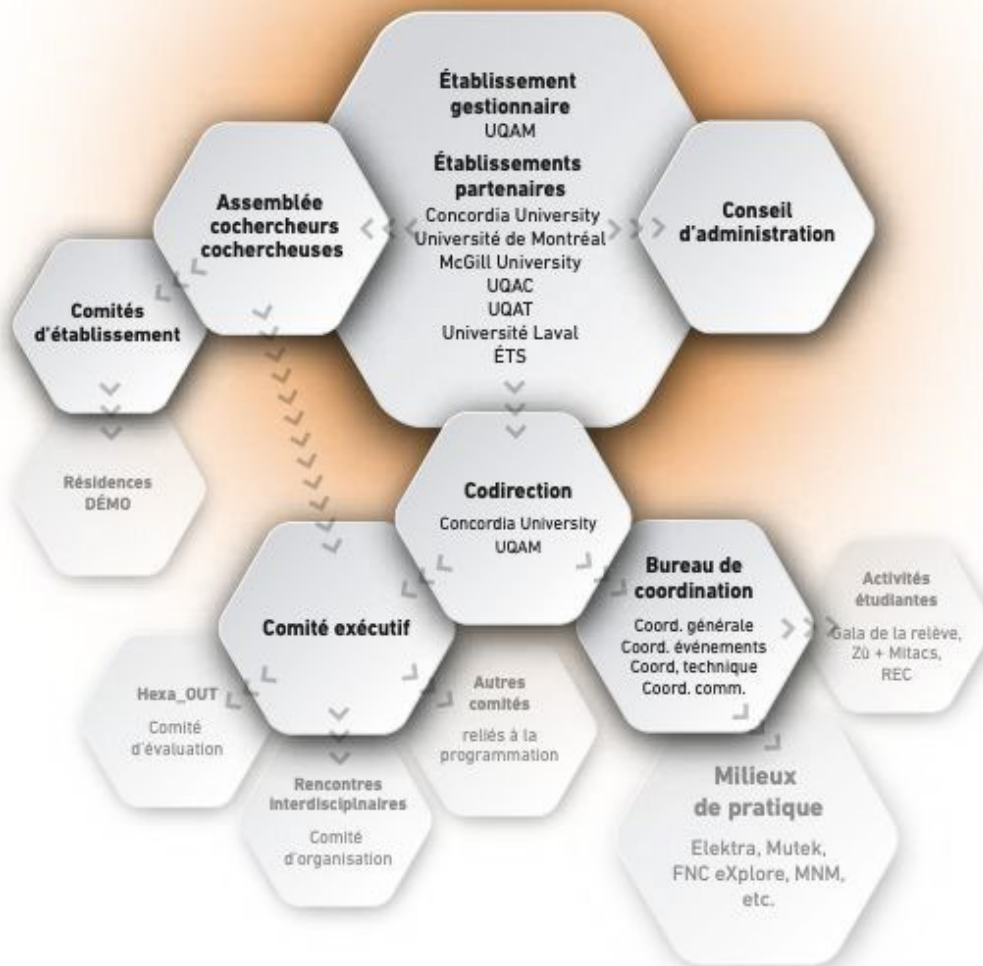 Établissement
gestionnaire
UQAM
Établissements
partenaires
Concordia University
Université de Montréal
McGill University
UQAC
UQAT
Université Laval
ÉTS
Assemblée
cochercheurs
cochercheuses
Conseil
d'administration
Comités
d'établissement
Résidences
DÉMO
Codirection
Concordia University
UQAM
Comité exécutif
Bureau de
coordination
Coord. générale
Coord. événements
Coord, technique
Coord. comm.
Activités
étudiantes
Gala de la relève,
Zù + Mitacs,
REC
Hexa_OUT
Comité
d'évaluation
Rencontres
interdisciplnaires
Comité
d'organisation
Autres
comités
reliés à la
programmation
Milieux
de pratique
Elektra, Mutek,
FNC eXplore, MNM,
etc.